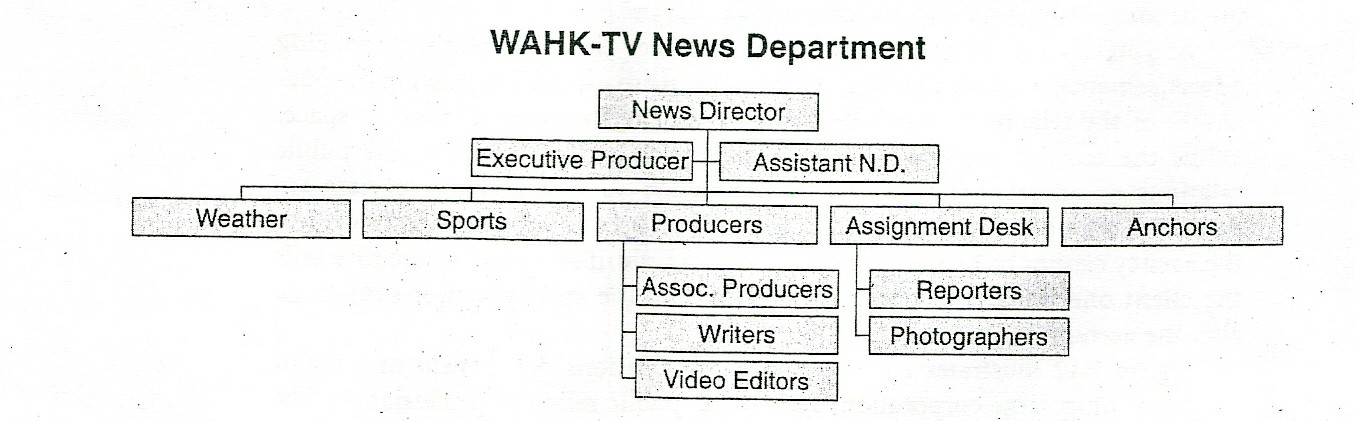 WAHK-TV News Department
News Director
Executive Producer
Assistant N.D.
Weather
Sports
Producers
Assignment Desk
Anchors
Assoc. Producers
Writers
Video Editors
Reporters
Photographers